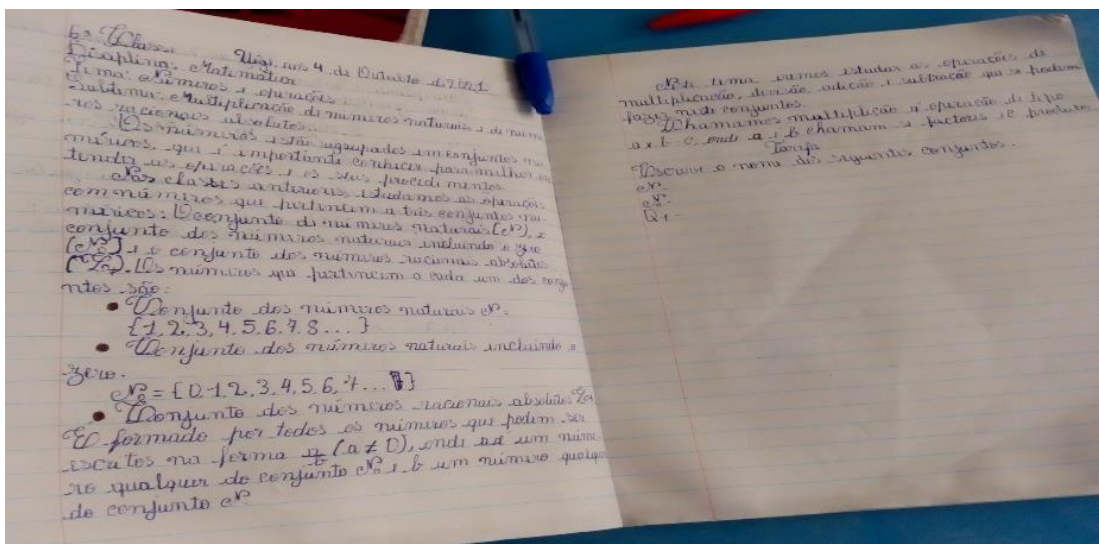 6ª Classe Uíge, aos 4 de Outubro de 2021
Disciplina: Matemática
Tema: Números e operações
Subtema: Multiplicação de números naturais e de núme
ros racionais absolutos.
Os números estão agrupados em conjuntos nu
méricos, que é importante conhecer para melhor en
tender as operações e os seus procedimentos.
Nas classes anteriores, estudamos as operações
com números que pertencem a três conjuntos nu-
méricos: O conjunto de números naturais (N), o
conjunto dos números naturais incluindo o zero
(N0) e o conjunto dos números racionais absolutos
Os números que pertencem a cada um dos conju
ntos são:
• Conjunto dos números naturais N=
{1,2,3,4.5.6.7.8...}
• Conjunto dos números naturais incluindo o
zero.
N0 = {0.1.2.3,4,5,6,7...}
• Conjunto dos números racionais absolutos
É formado por todos os números que podem ser
escritos na forma a/b (a ≠ 0), onde a é um núme
ro qualquer do conjunto N0 e b um número qualque
do conjunto N.
Neste tema vamos estudar as operações de
multiplicação, divisão, adição e subtração que se podem
fazer neste conjuntos.
Chamamos multiplicação a operação de tipo
a x b = c, onde a e b chamam-se factores e c produto
Tarefa
Escreve o nome dos seguintes conjuntos.
N-
N0-
Q+-